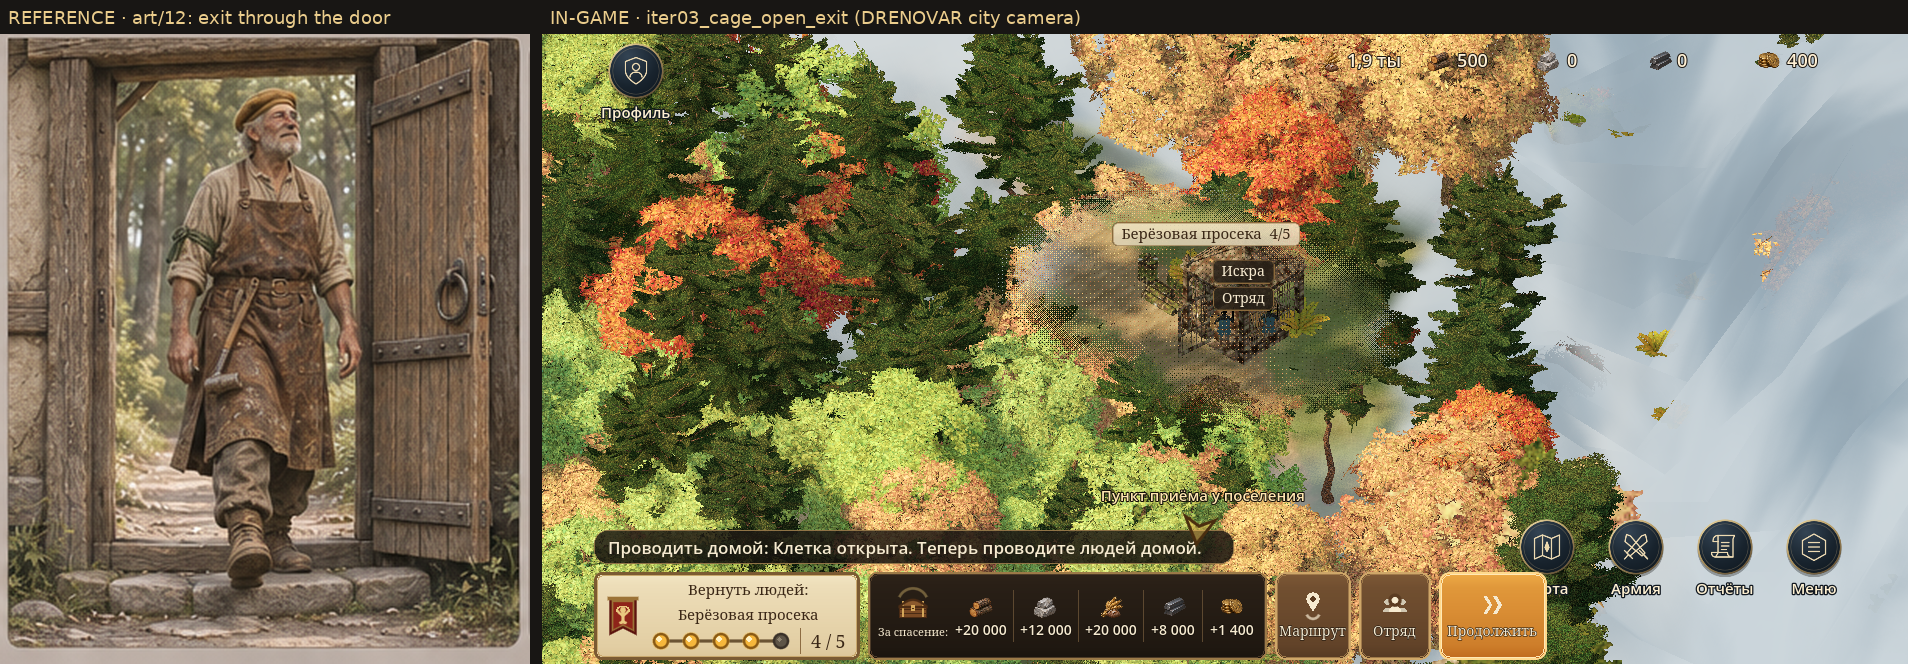 REFERENCE · art/12: exit through the door
IN-GAME · iter03_cage_open_exit (DRENOVAR city camera)
Профиль
1,9 ты
500
0
0
400
Берёзовая просека 4/5
Искра
Отряд
Пункт приёма у поселения
Проводить домой: Клетка открыта. Теперь проводите людей домой.
Вернуть людей:
Берёзовая просека
4 / 5
За спасение:
+20 000
+12 000
+20 000
+8 000
+1 400
Маршрут
Отряд
Продолжить
рта
Армия
Отчёты
Меню